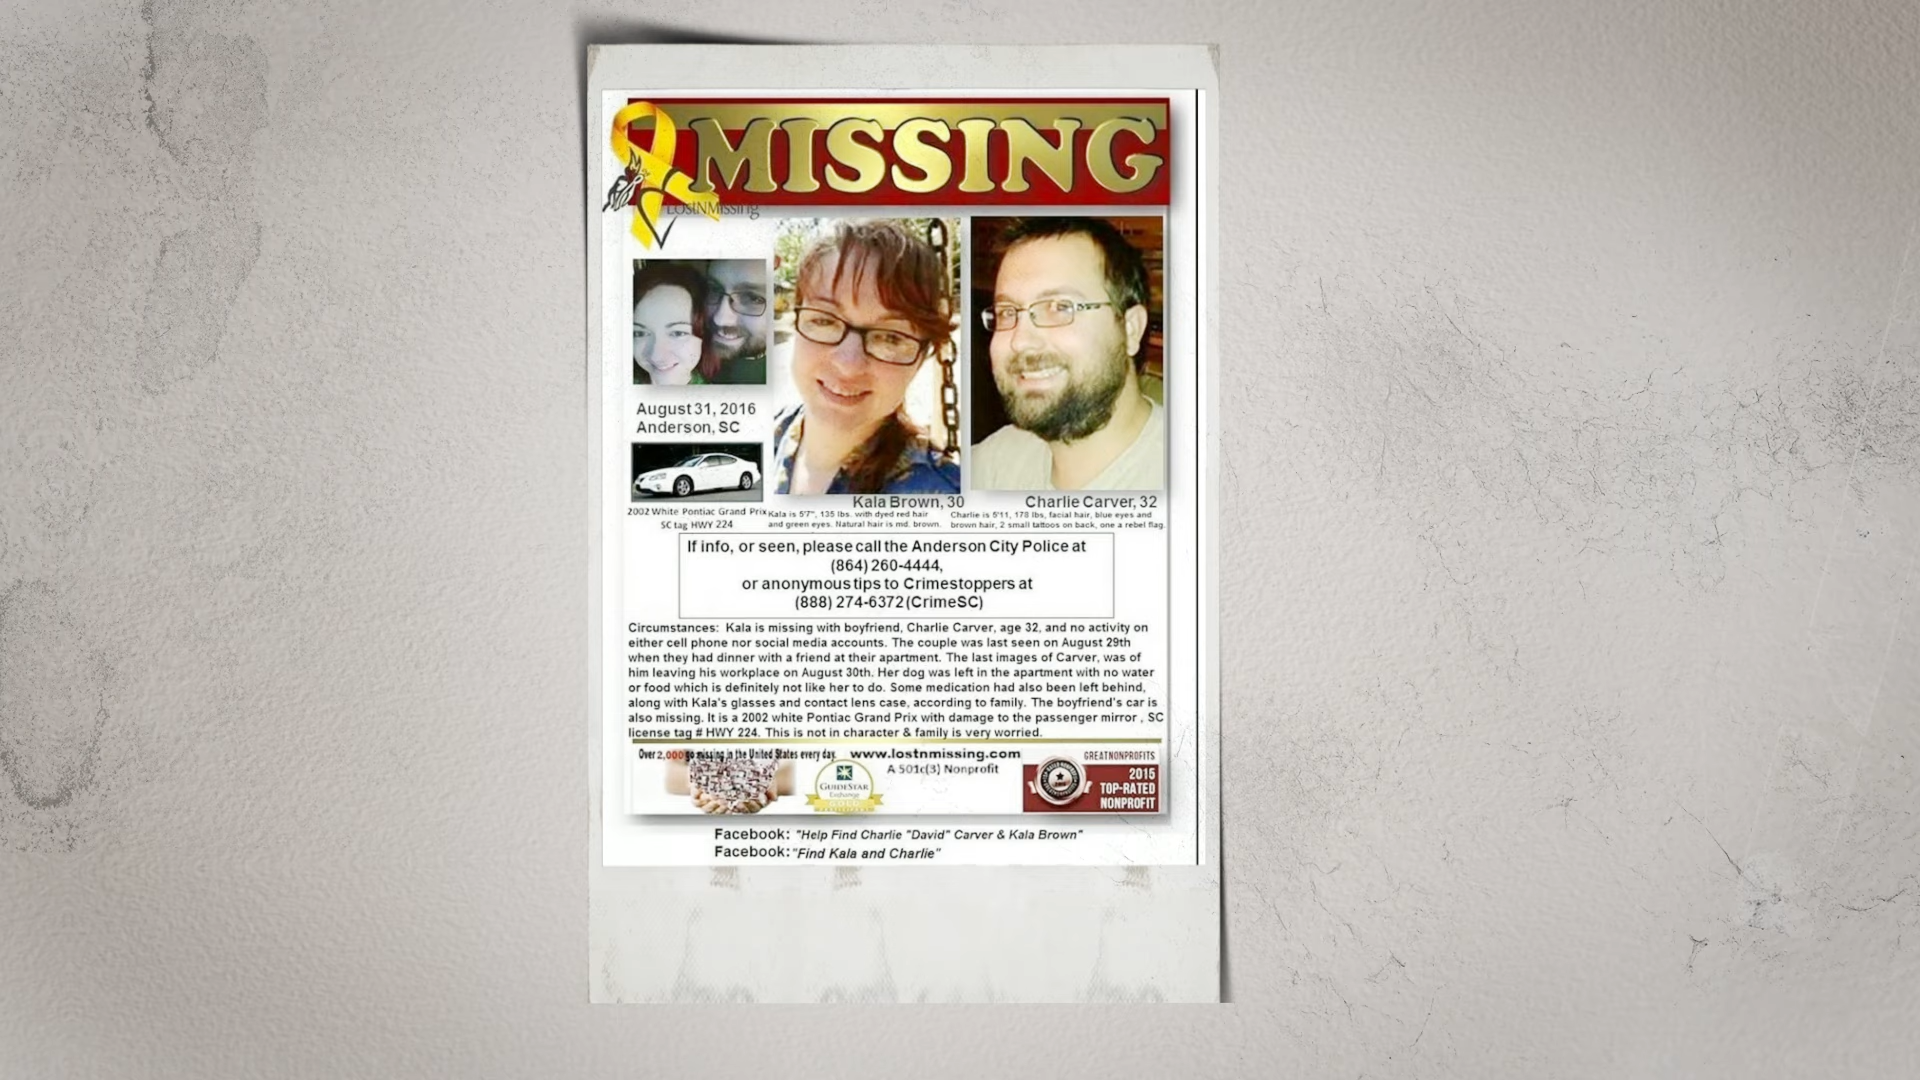 MISSING
LOSTNMissing
August 31, 2016
Anderson, SC
2002 White Pontiac Grand Prix
SC tag HWY 224
Kala Brown, 30
Kala is 5'7", 135 lbs. with dyed red hair
and green eyes. Natural hair is md. brown.
Charlie Carver, 32
Charlie is 5'11, 178 lbs, facial hair, blue eyes and
brown hair, 2 small tattoos on back, one a rebel flag.
If info, or seen, please call the Anderson City Police at
(864) 260-4444,
or anonymous tips to Crimestoppers at
(888) 274-6372 (CrimeSC)
Circumstances: Kala is missing with boyfriend, Charlie Carver, age 32, and no activity on
either cell phone nor social media accounts. The couple was last seen on August 29th
when they had dinner with a friend at their apartment. The last images of Carver, was of
him leaving his workplace on August 30th. Her dog was left in the apartment with no water
or food which is definitely not like her to do. Some medication had also been left behind,
along with Kala's glasses and contact lens case, according to family. The boyfriend's car is
also missing. It is a 2002 white Pontiac Grand Prix with damage to the passenger mirror , SC
license tag # HWY 224. This is not in character & family is very worried.
Over 2,000 go missing in the United States every day.
www.lostnmissing.com
A 501c(3) Nonprofit
GUIDESTAR
Exchange
GOLD
GREATNONPROFITS
2015
TOP-RATED
NONPROFIT
Facebook: "Help Find Charlie "David" Carver & Kala Brown"
Facebook: "Find Kala and Charlie"